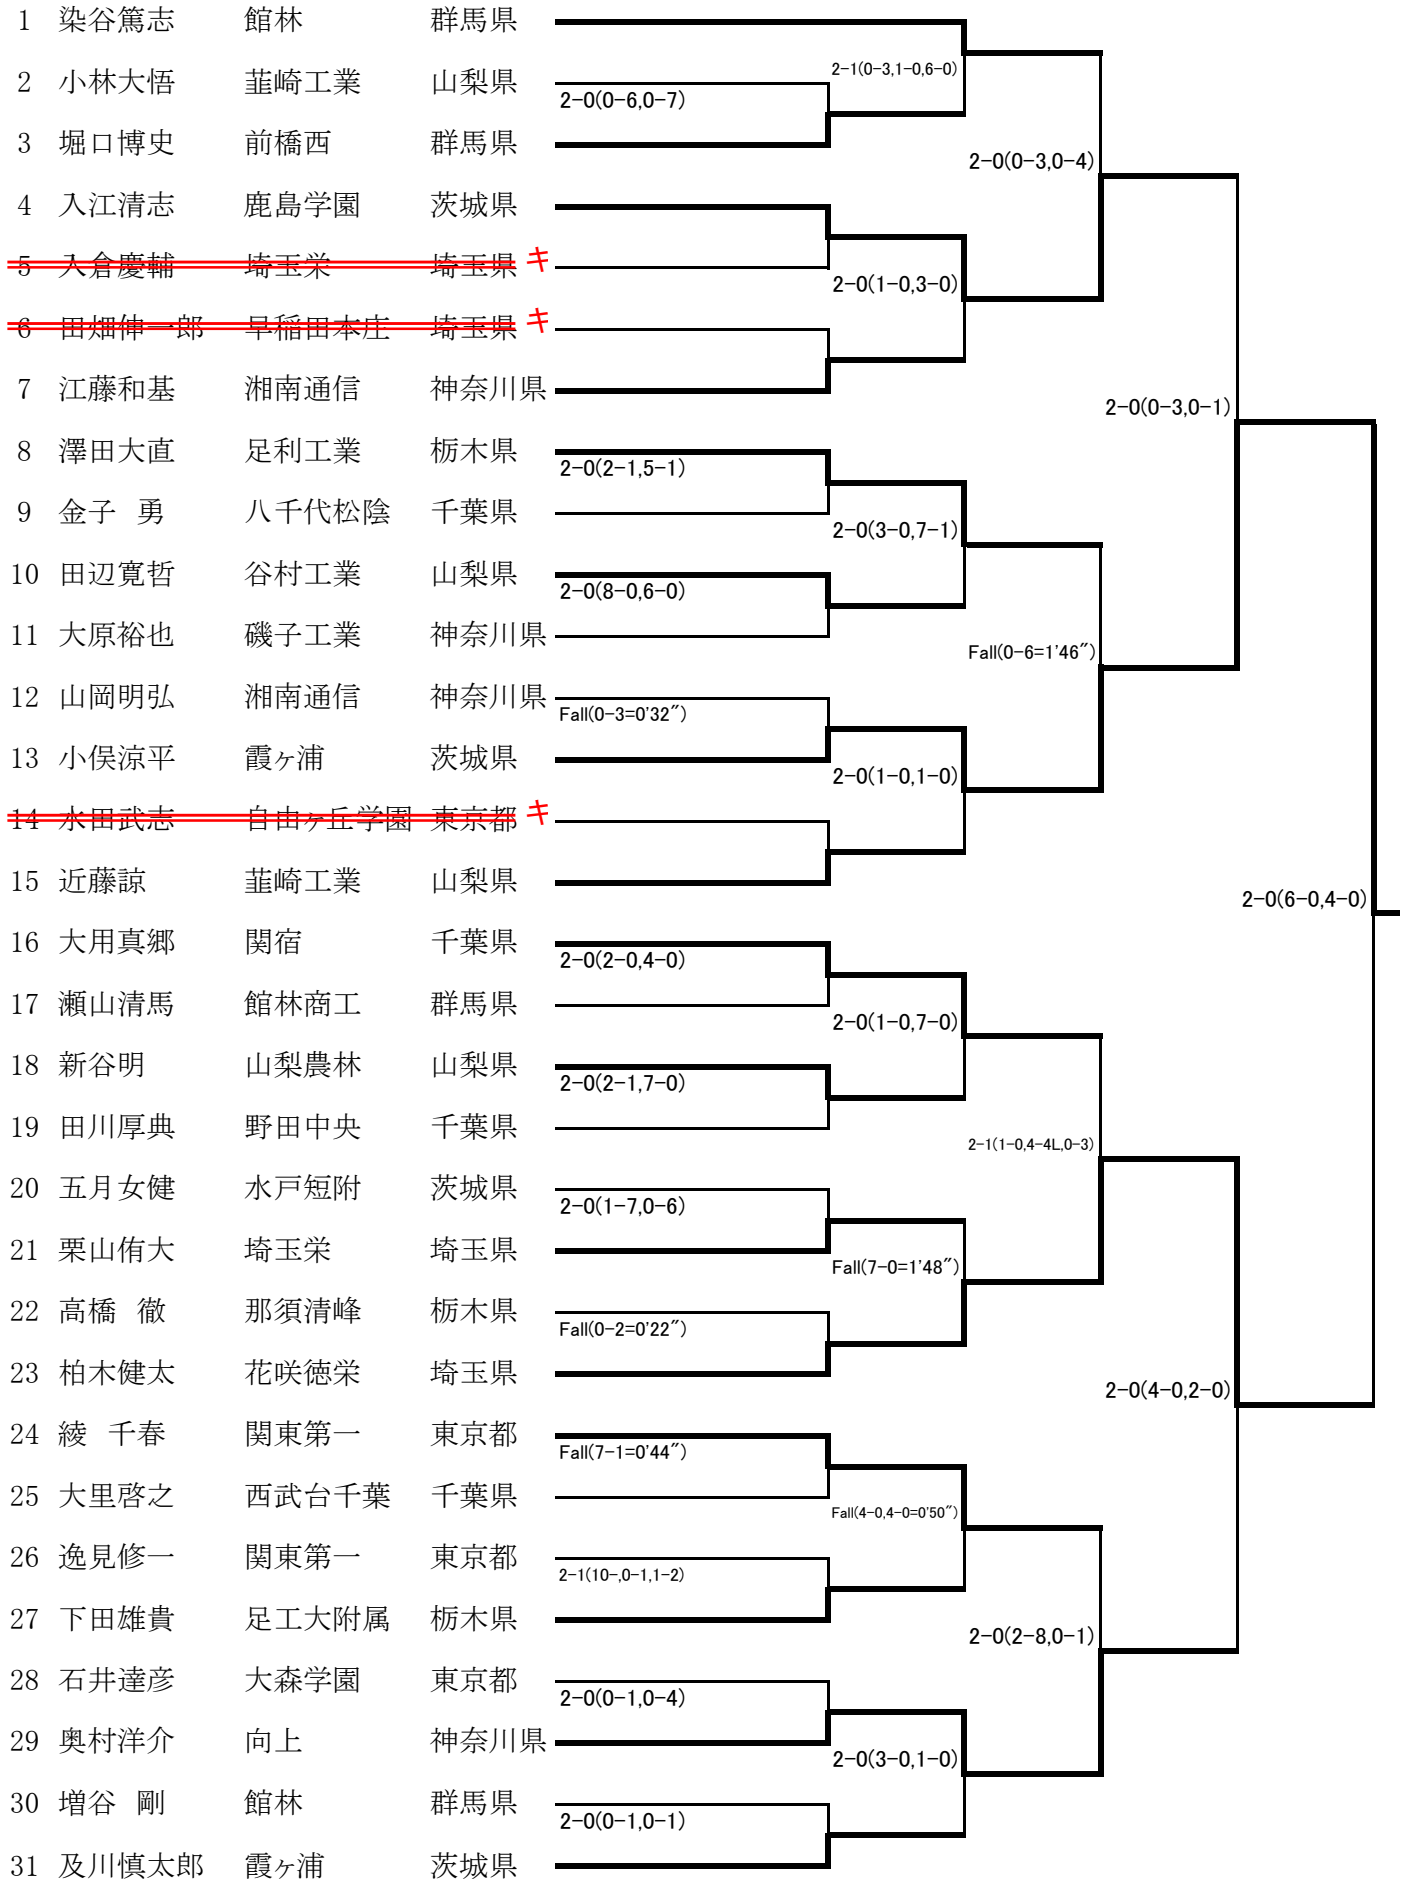 1 染谷篤志 館林 群馬県
2-1(0-3,1-0,6-0)
2 小林大悟 韮崎工業 山梨県
2-0(0-6,0-7)
3 堀口博史 前橋西 群馬県
2-0(0-3,0-4)
4 入江清志 鹿島学園 茨城県
5 入倉慶輔 埼玉栄 埼玉県 キ
2-0(1-0,3-0)
6 田畑伸一郎 早稲田本庄 埼玉県 キ
7 江藤和基 湘南通信 神奈川県
2-0(0-3,0-1)
8 澤田大直 足利工業 栃木県
2-0(2-1,5-1)
9 金子 勇 八千代松陰 千葉県
2-0(3-0,7-1)
10 田辺寛哲 谷村工業 山梨県
2-0(8-0,6-0)
11 大原裕也 磯子工業 神奈川県
Fall(0-6=1'46")
12 山岡明弘 湘南通信 神奈川県
Fall(0-3=0'32")
13 小俣涼平 霞ヶ浦 茨城県
2-0(1-0,1-0)
14 水田武志 自由ヶ丘学園 東京都 キ
15 近藤諒 韮崎工業 山梨県
2-0(6-0,4-0)
16 大用真郷 関宿 千葉県
2-0(2-0,4-0)
17 瀬山清馬 館林商工 群馬県
2-0(1-0,7-0)
18 新谷明 山梨農林 山梨県
2-0(2-1,7-0)
19 田川厚典 野田中央 千葉県
2-1(1-0,4-4L,0-3)
20 五月女健 水戸短附 茨城県
2-0(1-7,0-6)
21 栗山侑大 埼玉栄 埼玉県
Fall(7-0=1'48")
22 高橋 徹 那須清峰 栃木県
Fall(0-2=0'22")
23 柏木健太 花咲徳栄 埼玉県
2-0(4-0,2-0)
24 綾 千春 関東第一 東京都
Fall(7-1=0'44")
25 大里啓之 西武台千葉 千葉県
Fall(4-0,4-0=0'50")
26 逸見修一 関東第一 東京都
2-1(10-,0-1,1-2)
27 下田雄貴 足工大附属 栃木県
2-0(2-8,0-1)
28 石井達彦 大森学園 東京都
2-0(0-1,0-4)
29 奥村洋介 向上 神奈川県
2-0(3-0,1-0)
30 増谷 剛 館林 群馬県
2-0(0-1,0-1)
31 及川慎太郎 霞ヶ浦 茨城県